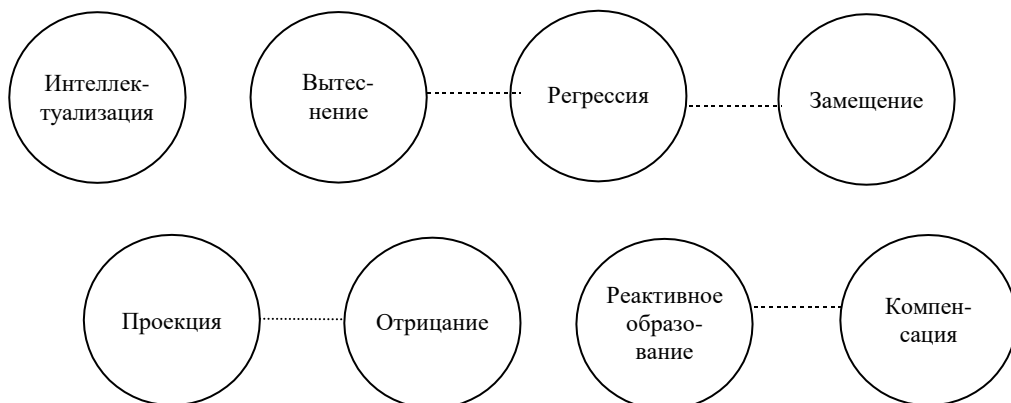 Интеллек-
туализация
Вытес-
нение
Регрессия
Замещение
Проекция
Отрицание
Реактивное
образо-
вание
Компен-
сация